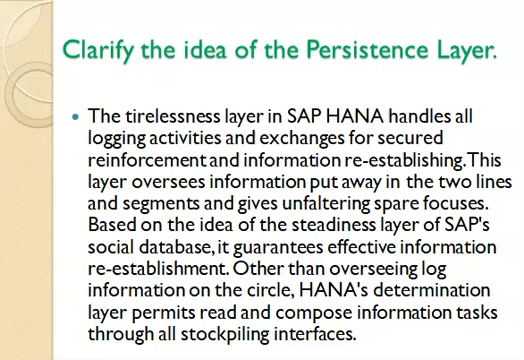 Clarify the idea of the Persistence Layer.
• The tirelessness layer in SAP HANA handles all
logging activities and exchanges for secured
reinforcement and information re-establishing. This
layer oversees information put away in the two lines
and segments and gives unfaltering spare focuses.
Based on the idea of the steadiness layer of SAP's
social database, it guarantees effective information
re-establishment. Other than overseeing log
information on the circle, HANA's determination
layer permits read and compose information tasks
through all stockpiling interfaces.